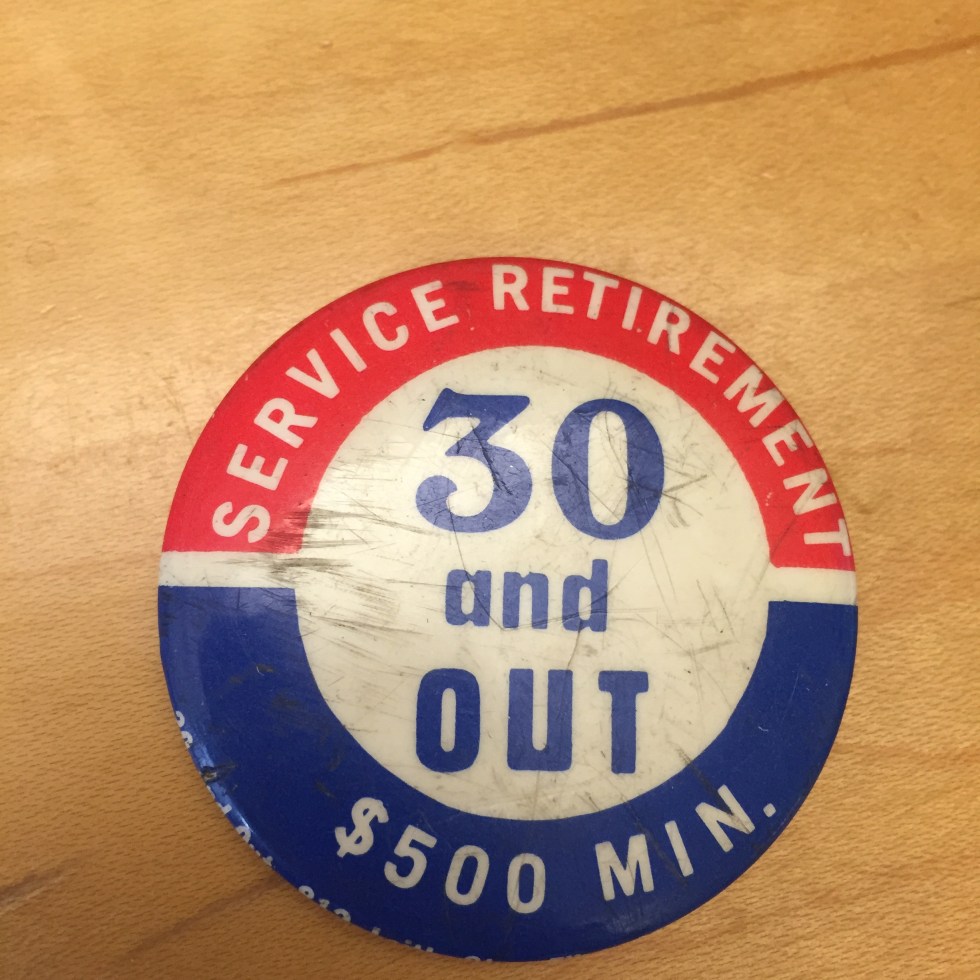 SERVICE RETIREMENT
30
and
OUT
$500 MIN.